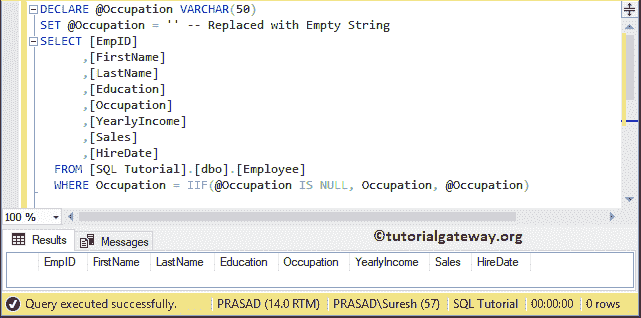 DECLARE @Occupation VARCHAR(50)
SET @Occupation = '' -- Replaced with Empty String
SELECT [EmpID]
,[FirstName]
,[LastName]
,[Education]
,[Occupation]
,[YearlyIncome]
,[Sales]
,[HireDate]
FROM [SQL Tutorial].[dbo].[Employee]
WHERE Occupation = IIF(@Occupation IS NULL, Occupation, @Occupation)
100 %
Results Messages ©tutorialgateway.org
EmpID FirstName LastName Education Occupation YearlyIncome Sales HireDate
Query executed successfully. PRASAD (14.0 RTM) PRASAD\Suresh (57) SQL Tutorial 00:00:00 0 rows